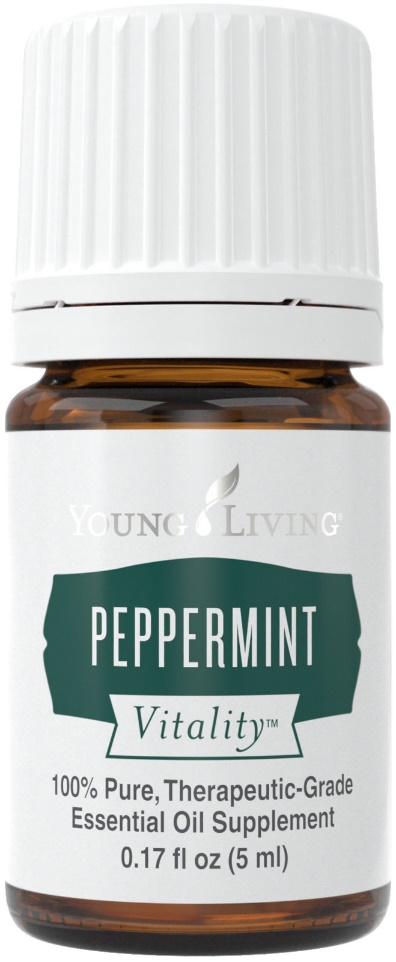 YOUNG LIVING®
PEPPERMINT
Vitality™
100% Pure, Therapeutic-Grade
Essential Oil Supplement
0.17 fl oz (5 ml)